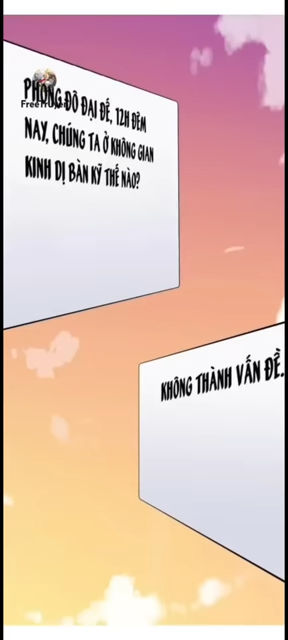 PHONG ĐÔ ĐẠI ĐẾ, 12H ĐÊM
NAY, CHÚNG TA Ở KHÔNG GIAN
KINH DỊ BÀN KỸ THẾ NÀO?
KHÔNG THÀNH VẤN ĐỀ.